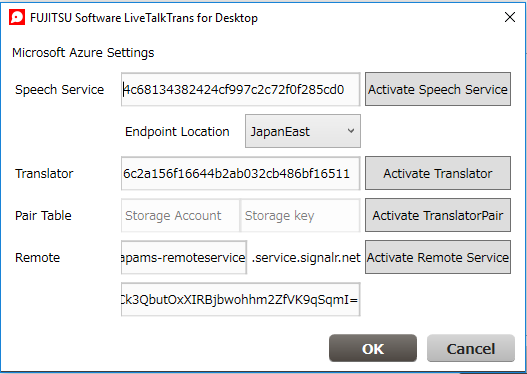 FUJITSU Software LiveTalkTrans for Desktop
Microsoft Azure Settings
Speech Service 4c68134382424cf997c2c72f0f285cd0 Activate Speech Service
Endpoint Location JapanEast
Translator 6c2a156f16644b2ab032cb486bf16511 Activate Translator
Pair Table Storage Account Storage key Activate TranslatorPair
Remote apams-remoteservice .service.signalr.net Activate Remote Service
Ck3QbutOxXIRBjbwohhm2ZfVK9qSqmI=
OK Cancel